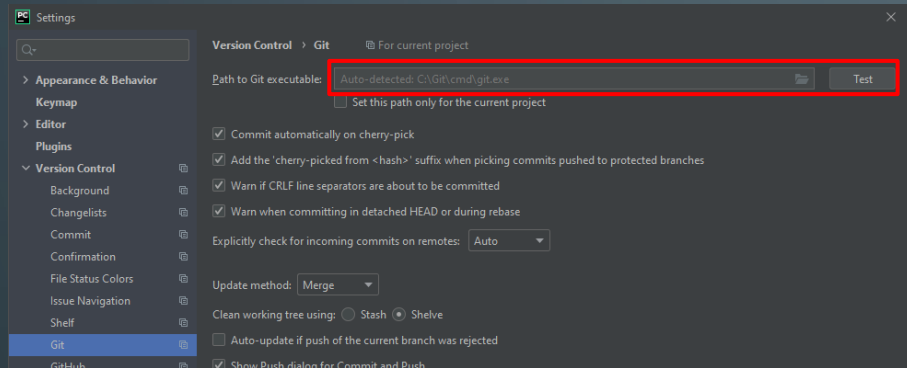 PC Settings
Version Control › Git For current project
Path to Git executable: Auto-detected: C:\Git\cmd\git.exe Test
Appearance & Behavior
Set this path only for the current project
Keymap
Editor
Commit automatically on cherry-pick
Plugins
Add the 'cherry-picked from <hash>' suffix when picking commits pushed to protected branches
Version Control
Background
Warn if CRLF line separators are about to be committed
Changelists
Warn when committing in detached HEAD or during rebase
Commit
Explicitly check for incoming commits on remotes: Auto
Confirmation
File Status Colors
Update method: Merge
Issue Navigation
Clean working tree using: Stash Shelve
Shelf
Auto-update if push of the current branch was rejected
Git
GitHub
Show Push dialog for Commit and Push